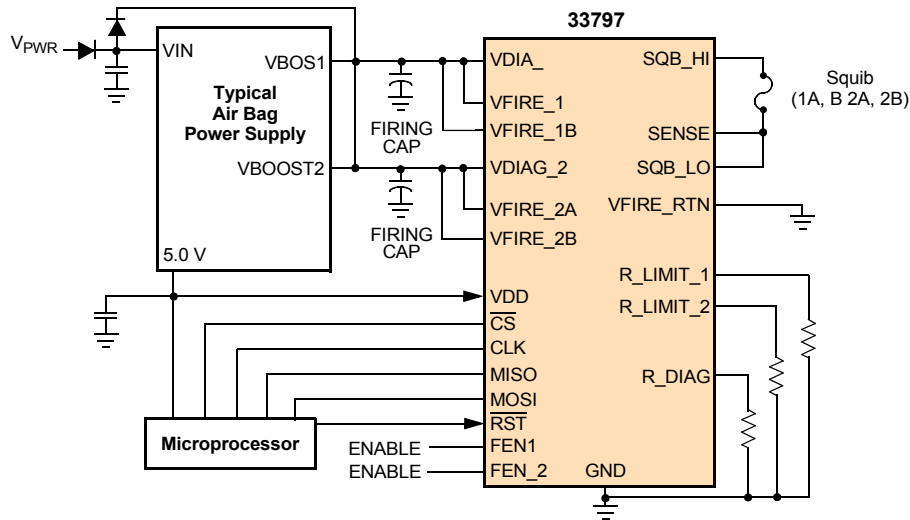 33797
VPWR
VIN
VBOS1
Typical
Air Bag
Power Supply
VBOOST2
5.0 V
FIRING
CAP
FIRING
CAP
VDIA_
VFIRE_1
VFIRE_1B
VDIAG_2
VFIRE_2A
VFIRE_2B
VDD
CS
CLK
MISO
MOSI
RST
FEN1
FEN_2
GND
SQB_HI
SENSE
SQB_LO
VFIRE_RTN
R_LIMIT_1
R_LIMIT_2
R_DIAG
Squib
(1A, B 2A, 2B)
Microprocessor
ENABLE
ENABLE